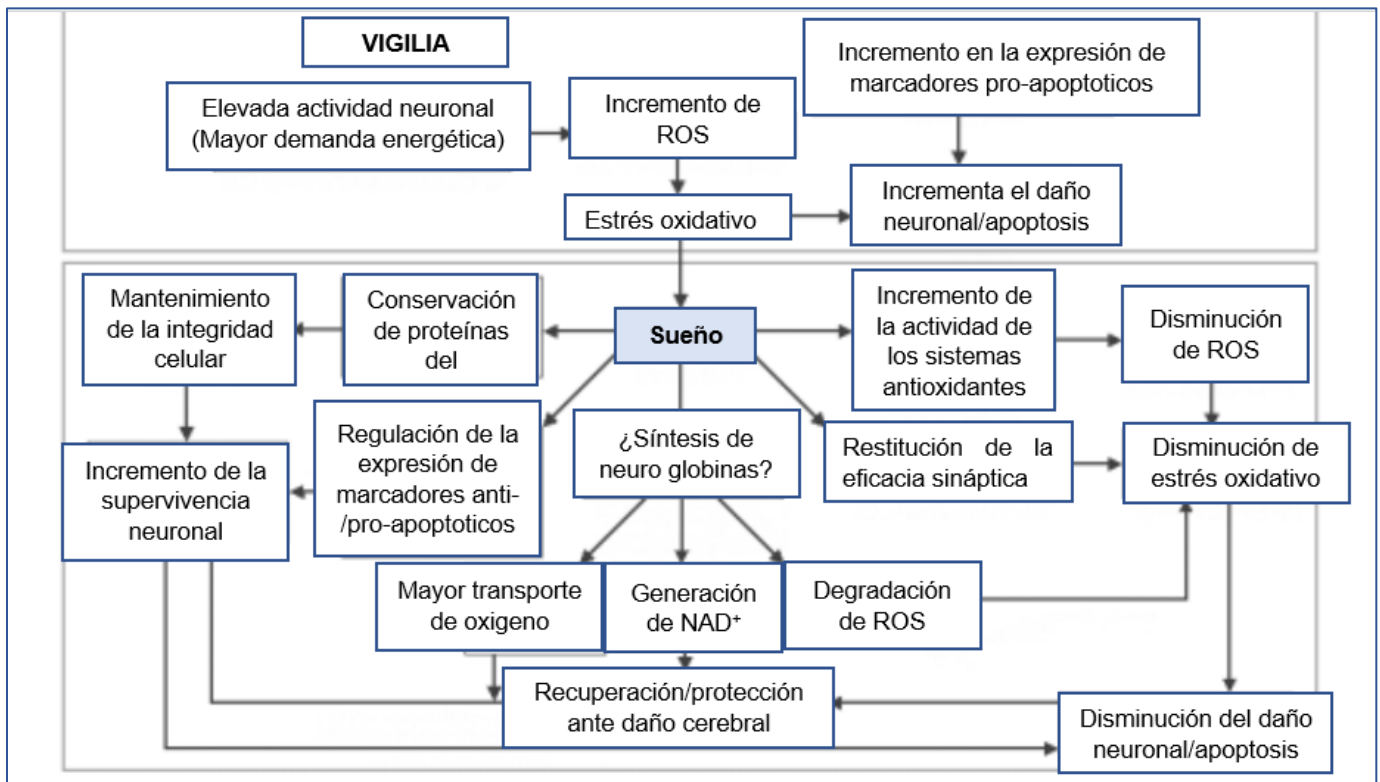 VIGILIA
Incremento en la expresión de
marcadores pro-apoptoticos
Elevada actividad neuronal
(Mayor demanda energética)
Incremento de
ROS
Estrés oxidativo
Incrementa el daño
neuronal/apoptosis
Mantenimiento
de la integridad
celular
Conservación
de proteínas
del
Sueño
Incremento de
la actividad de
los sistemas
antioxidantes
Disminución
de ROS
Incremento de la
supervivencia
neuronal
Regulación de la
expresión de
marcadores anti-
/pro-apoptoticos
¿Síntesis de
neuro globinas?
Restitución de la
eficacia sináptica
Disminución de
estrés oxidativo
Mayor transporte
de oxigeno
Generación
de NAD⁺
Degradación
de ROS
Recuperación/protección
ante daño cerebral
Disminución del daño
neuronal/apoptosis